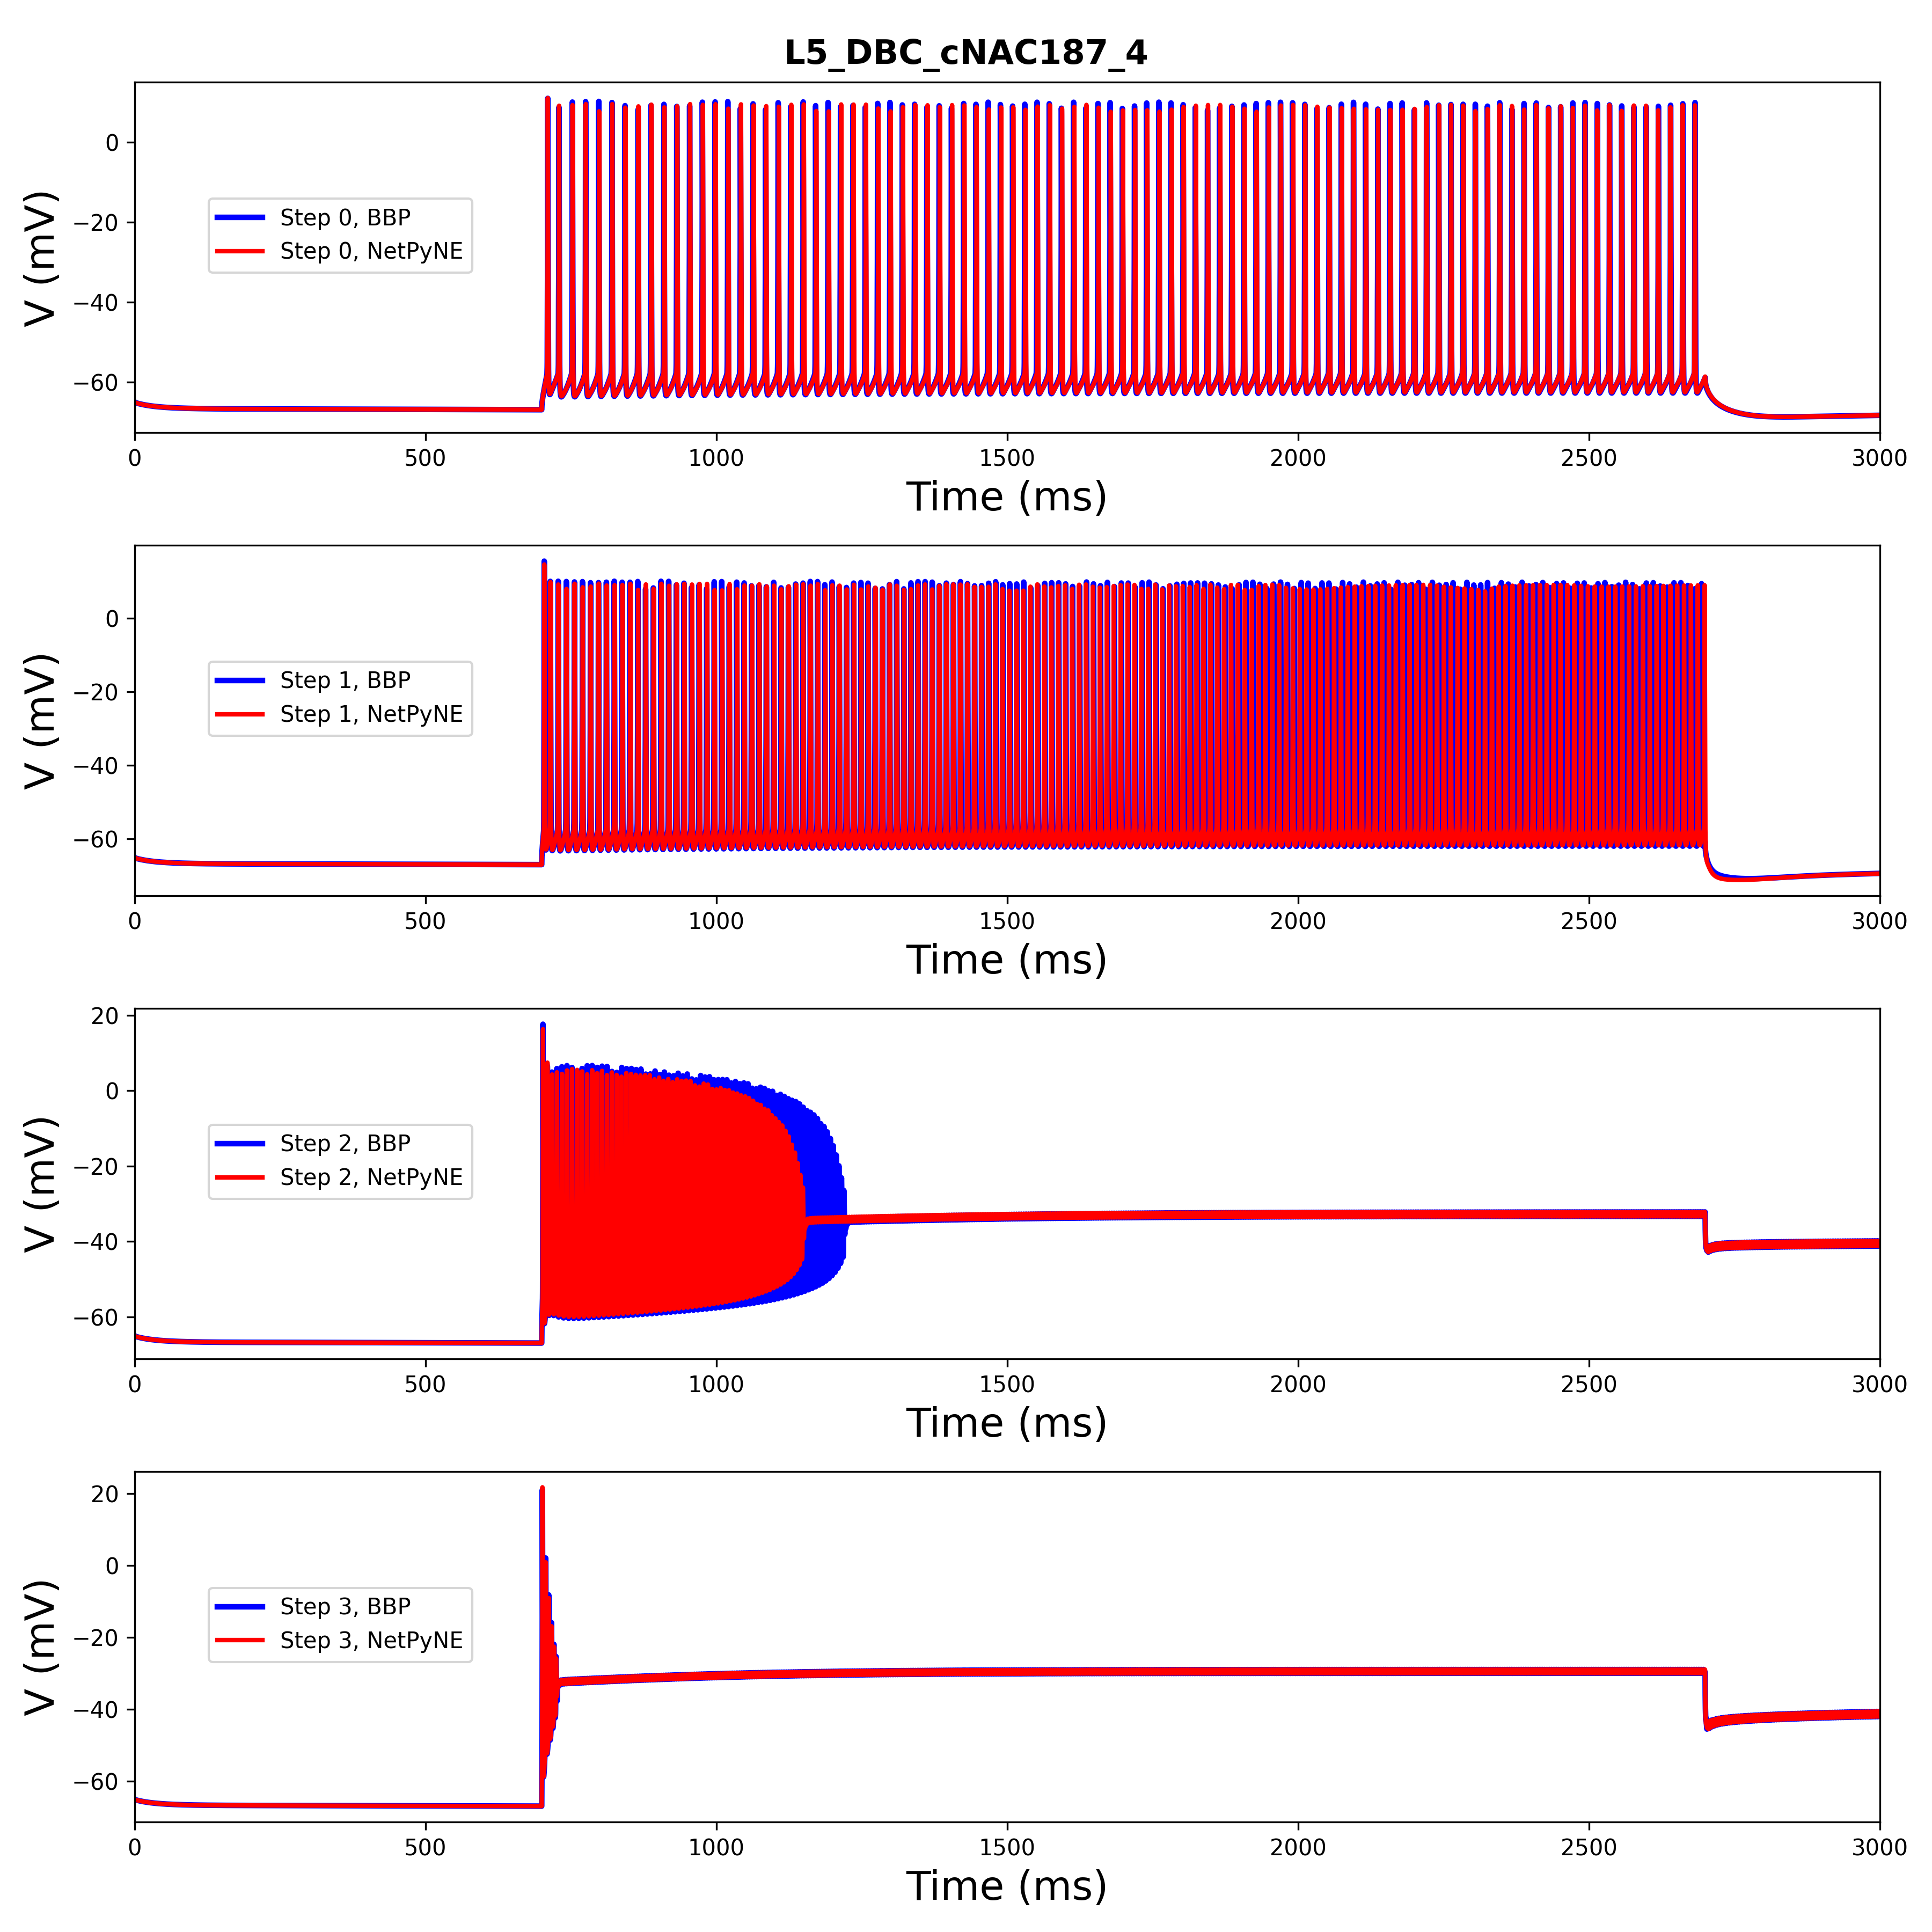 L5_DBC_cNAC187_4
V (mV)
0
−20
−40
−60
Step 0, BBP
Step 0, NetPyNE
0 500 1000 1500 2000 2500 3000
Time (ms)
V (mV)
0
−20
−40
−60
Step 1, BBP
Step 1, NetPyNE
0 500 1000 1500 2000 2500 3000
Time (ms)
V (mV)
20
0
−20
−40
−60
Step 2, BBP
Step 2, NetPyNE
0 500 1000 1500 2000 2500 3000
Time (ms)
V (mV)
20
0
−20
−40
−60
Step 3, BBP
Step 3, NetPyNE
0 500 1000 1500 2000 2500 3000
Time (ms)